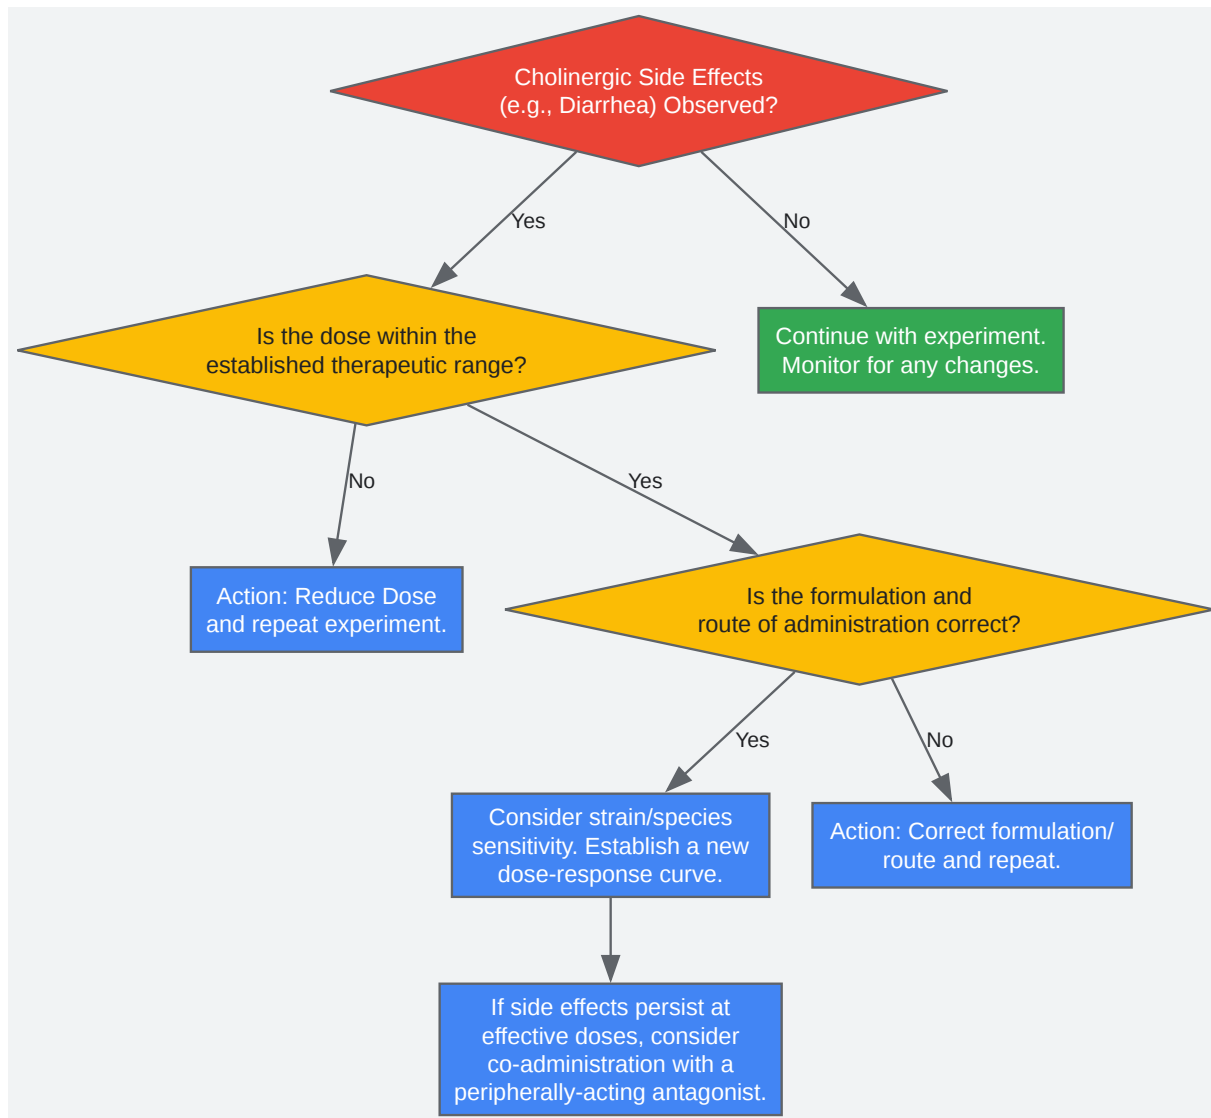 Cholinergic Side Effects
(e.g., Diarrhea) Observed?
Yes
No
Is the dose within the
established therapeutic range?
Continue with experiment.
Monitor for any changes.
No
Yes
Action: Reduce Dose
and repeat experiment.
Is the formulation and
route of administration correct?
Yes
No
Consider strain/species
sensitivity. Establish a new
dose-response curve.
Action: Correct formulation/
route and repeat.
If side effects persist at
effective doses, consider
co-administration with a
peripherally-acting antagonist.